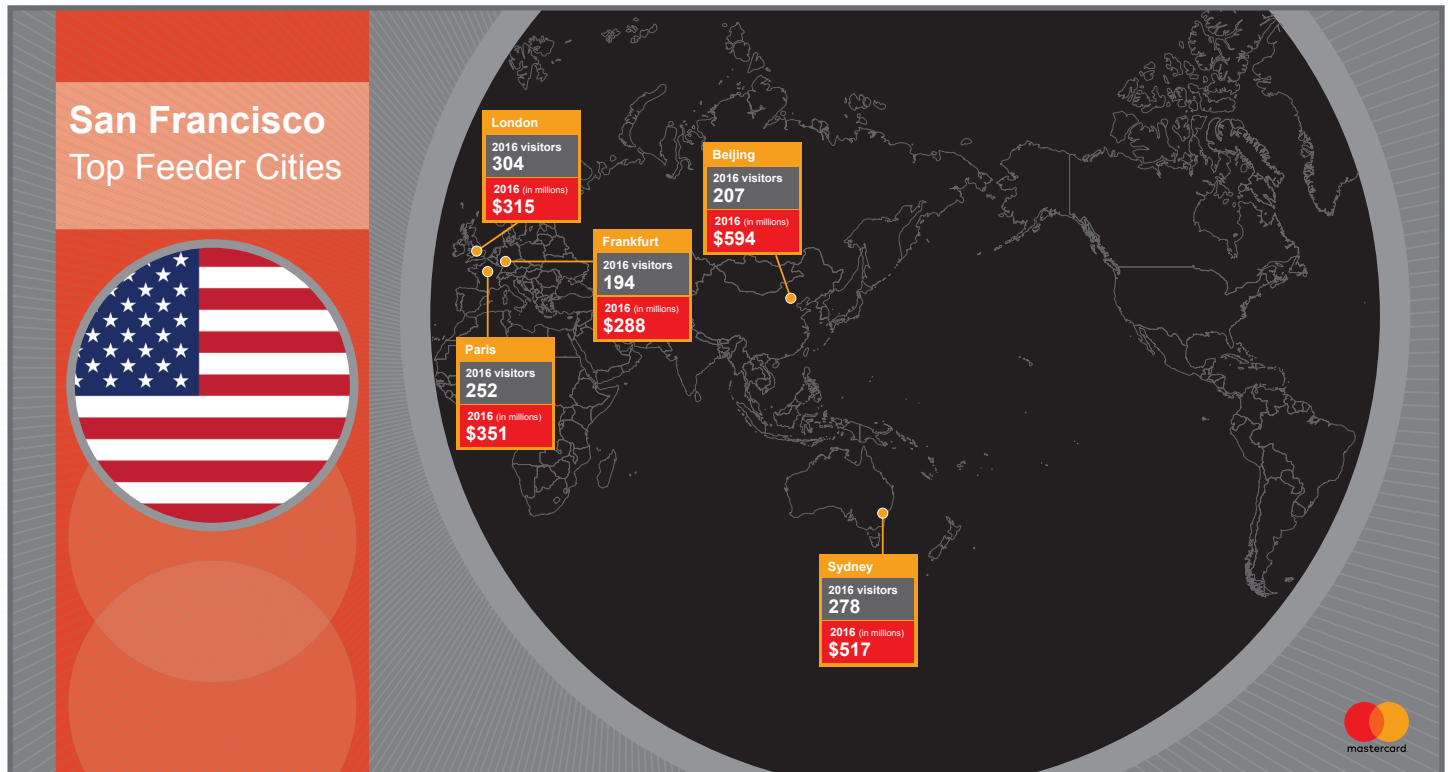 San Francisco
Top Feeder Cities
London
2016 visitors
304
2016 (in millions)
$315
Beijing
2016 visitors
207
2016 (in millions)
$594
Frankfurt
2016 visitors
194
2016 (in millions)
$288
Paris
2016 visitors
252
2016 (in millions)
$351
Sydney
2016 visitors
278
2016 (in millions)
$517
mastercard